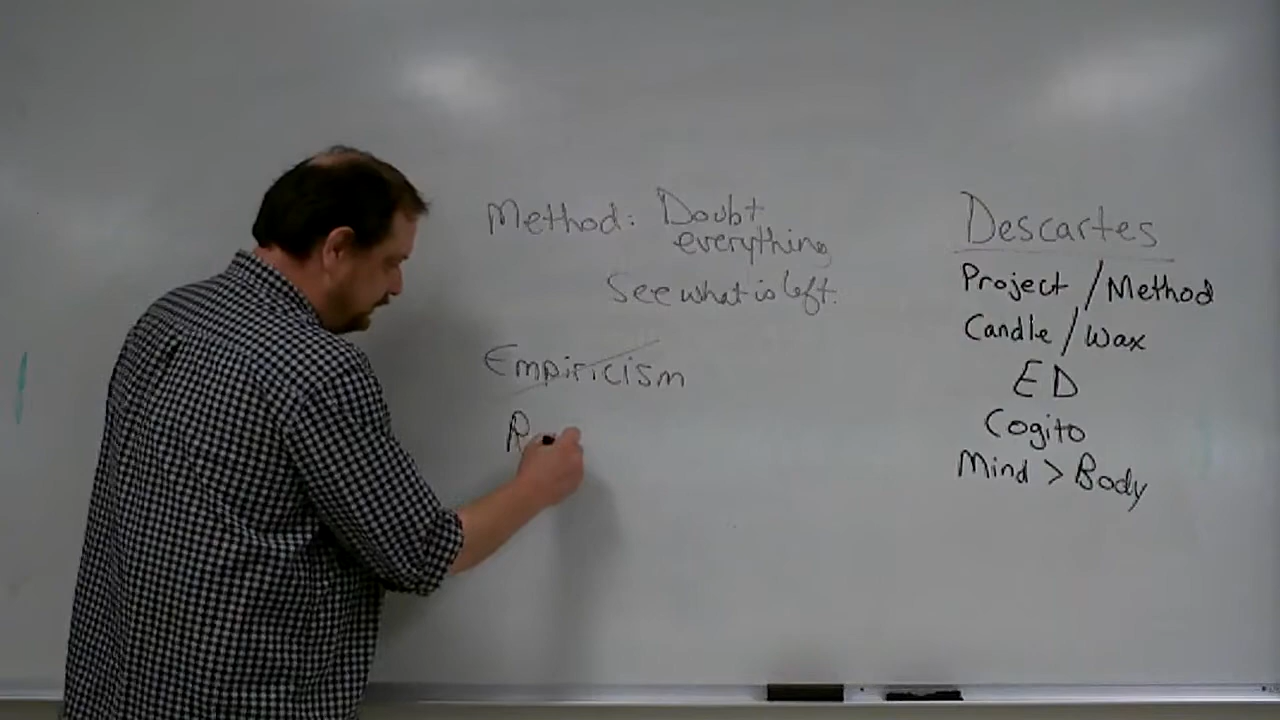 Method: Doubt
everything
See what is left.
Empiricism
R
Descartes
Project / Method
Candle / Wax
ED
Cogito
Mind > Body